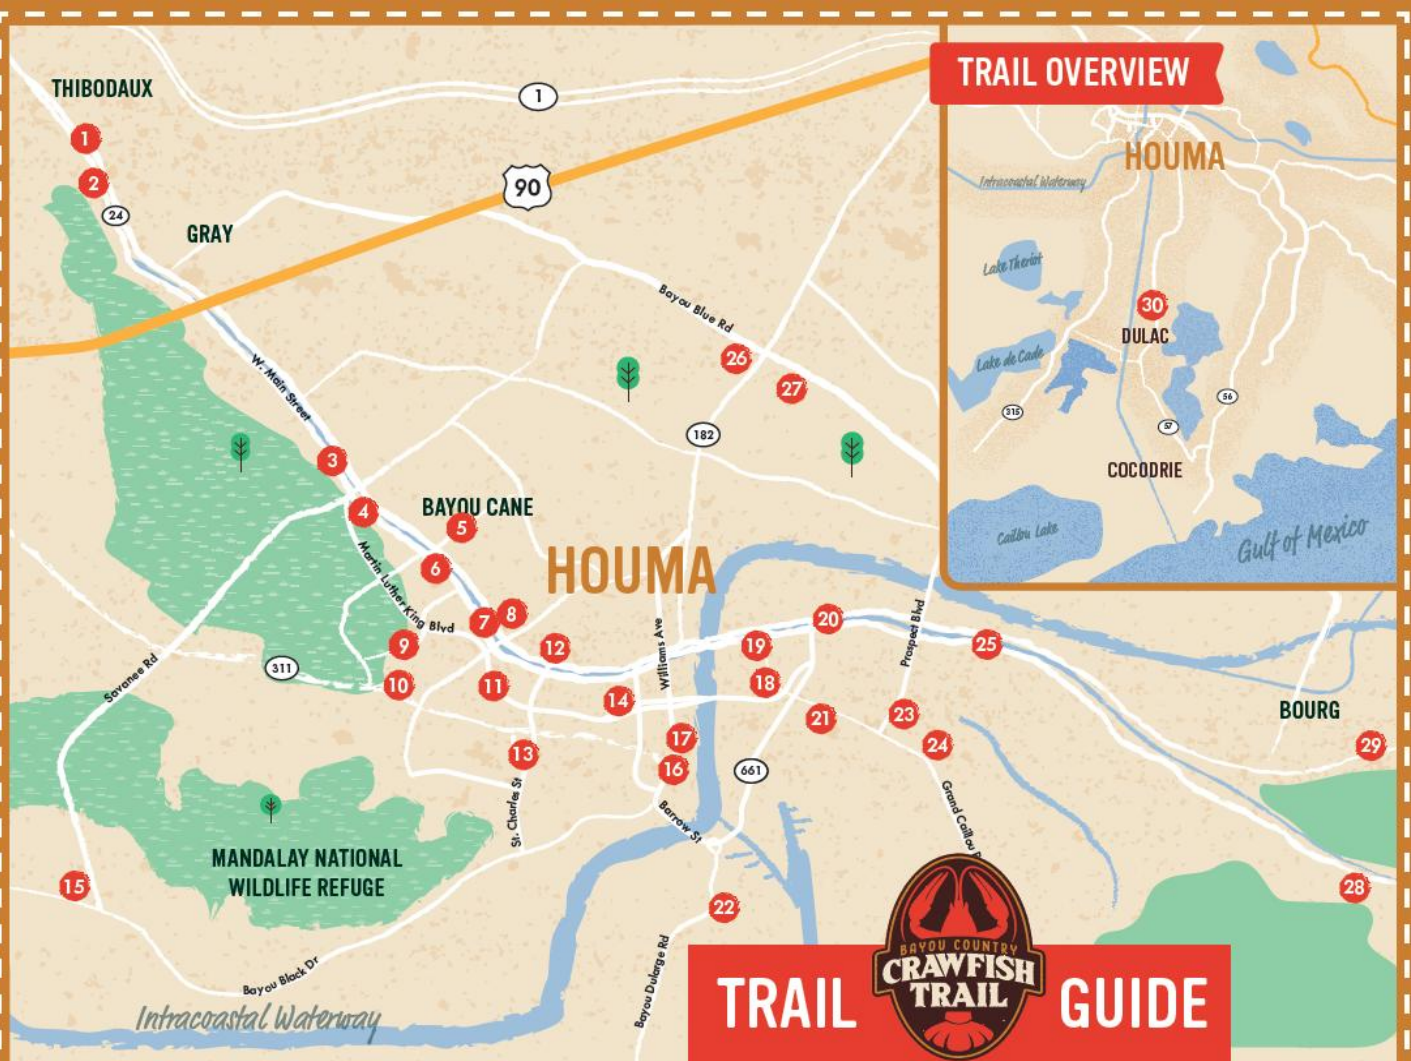 THIBODAUX
1
1
2
24
GRAY
90
W. Main Street
Bayou Blue Rd
26
27
182
3
4
BAYOU CANE
5
6
HOUMA
Martin Luther King Blvd
7
8
9
10
11
12
13
14
311
Savanee Rd
St. Charles St
Williams Ave
17
16
Barrow St
661
18
19
20
21
Prospect Blvd
23
24
25
Grand Caillou D
BOURG
29
28
MANDALAY NATIONAL
WILDLIFE REFUGE
15
Bayou Black Dr
Intracoastal Waterway
22
Bayou Dularge Rd
TRAIL OVERVIEW
HOUMA
Intracoastal Waterway
Lake Theriot
30
DULAC
Lake de Cade
315
56
57
COCODRIE
Caillou Lake
Gulf of Mexico
TRAIL
BAYOU COUNTRY
CRAWFISH
TRAIL
GUIDE